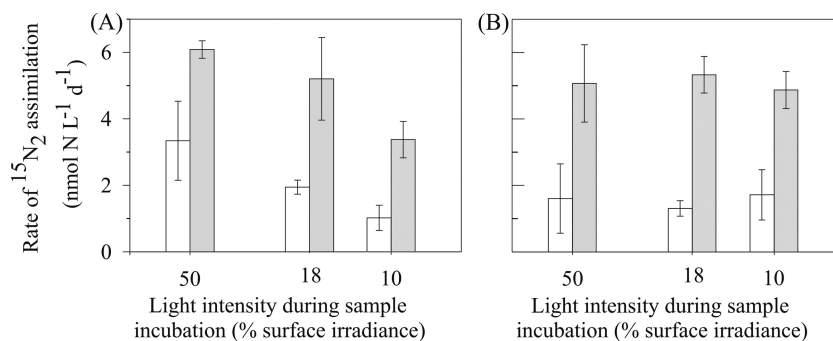 (A)
(B)
Rate of ¹⁵N₂ assimilation
(nmol N L⁻¹ d⁻¹)
6
4
2
0
50
18
10
50
18
10
Light intensity during sample
incubation (% surface irradiance)
Light intensity during sample
incubation (% surface irradiance)